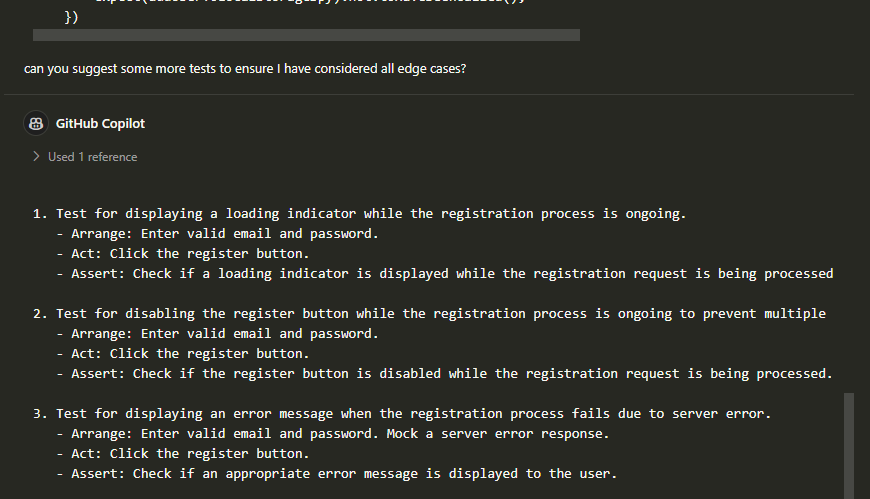 })
can you suggest some more tests to ensure I have considered all edge cases?
GitHub Copilot
Used 1 reference
1. Test for displaying a loading indicator while the registration process is ongoing.
- Arrange: Enter valid email and password.
- Act: Click the register button.
- Assert: Check if a loading indicator is displayed while the registration request is being processed
2. Test for disabling the register button while the registration process is ongoing to prevent multiple
- Arrange: Enter valid email and password.
- Act: Click the register button.
- Assert: Check if the register button is disabled while the registration request is being processed.
3. Test for displaying an error message when the registration process fails due to server error.
- Arrange: Enter valid email and password. Mock a server error response.
- Act: Click the register button.
- Assert: Check if an appropriate error message is displayed to the user.